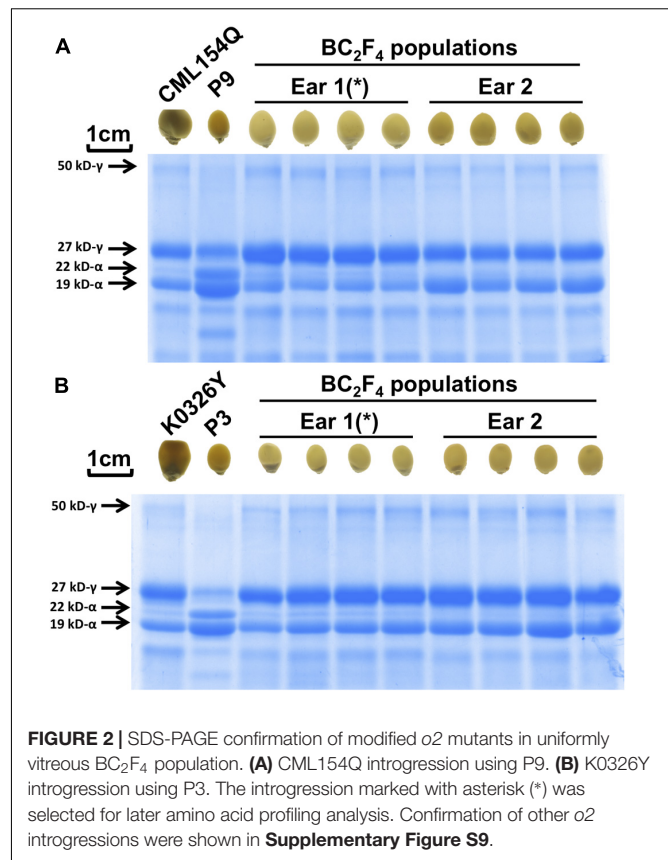 A
CML154Q
P9
BC₂F₄ populations
Ear 1(*)
Ear 2
1cm
50 kD-γ
27 kD-γ
22 kD-α
19 kD-α
B
K0326Y
P3
BC₂F₄ populations
Ear 1(*)
Ear 2
1cm
50 kD-γ
27 kD-γ
22 kD-α
19 kD-α
FIGURE 2 | SDS-PAGE confirmation of modified o2 mutants in uniformly
vitreous BC₂F₄ population. (A) CML154Q introgression using P9. (B) K0326Y
introgression using P3. The introgression marked with asterisk (*) was
selected for later amino acid profiling analysis. Confirmation of other o2
introgressions were shown in Supplementary Figure S9.